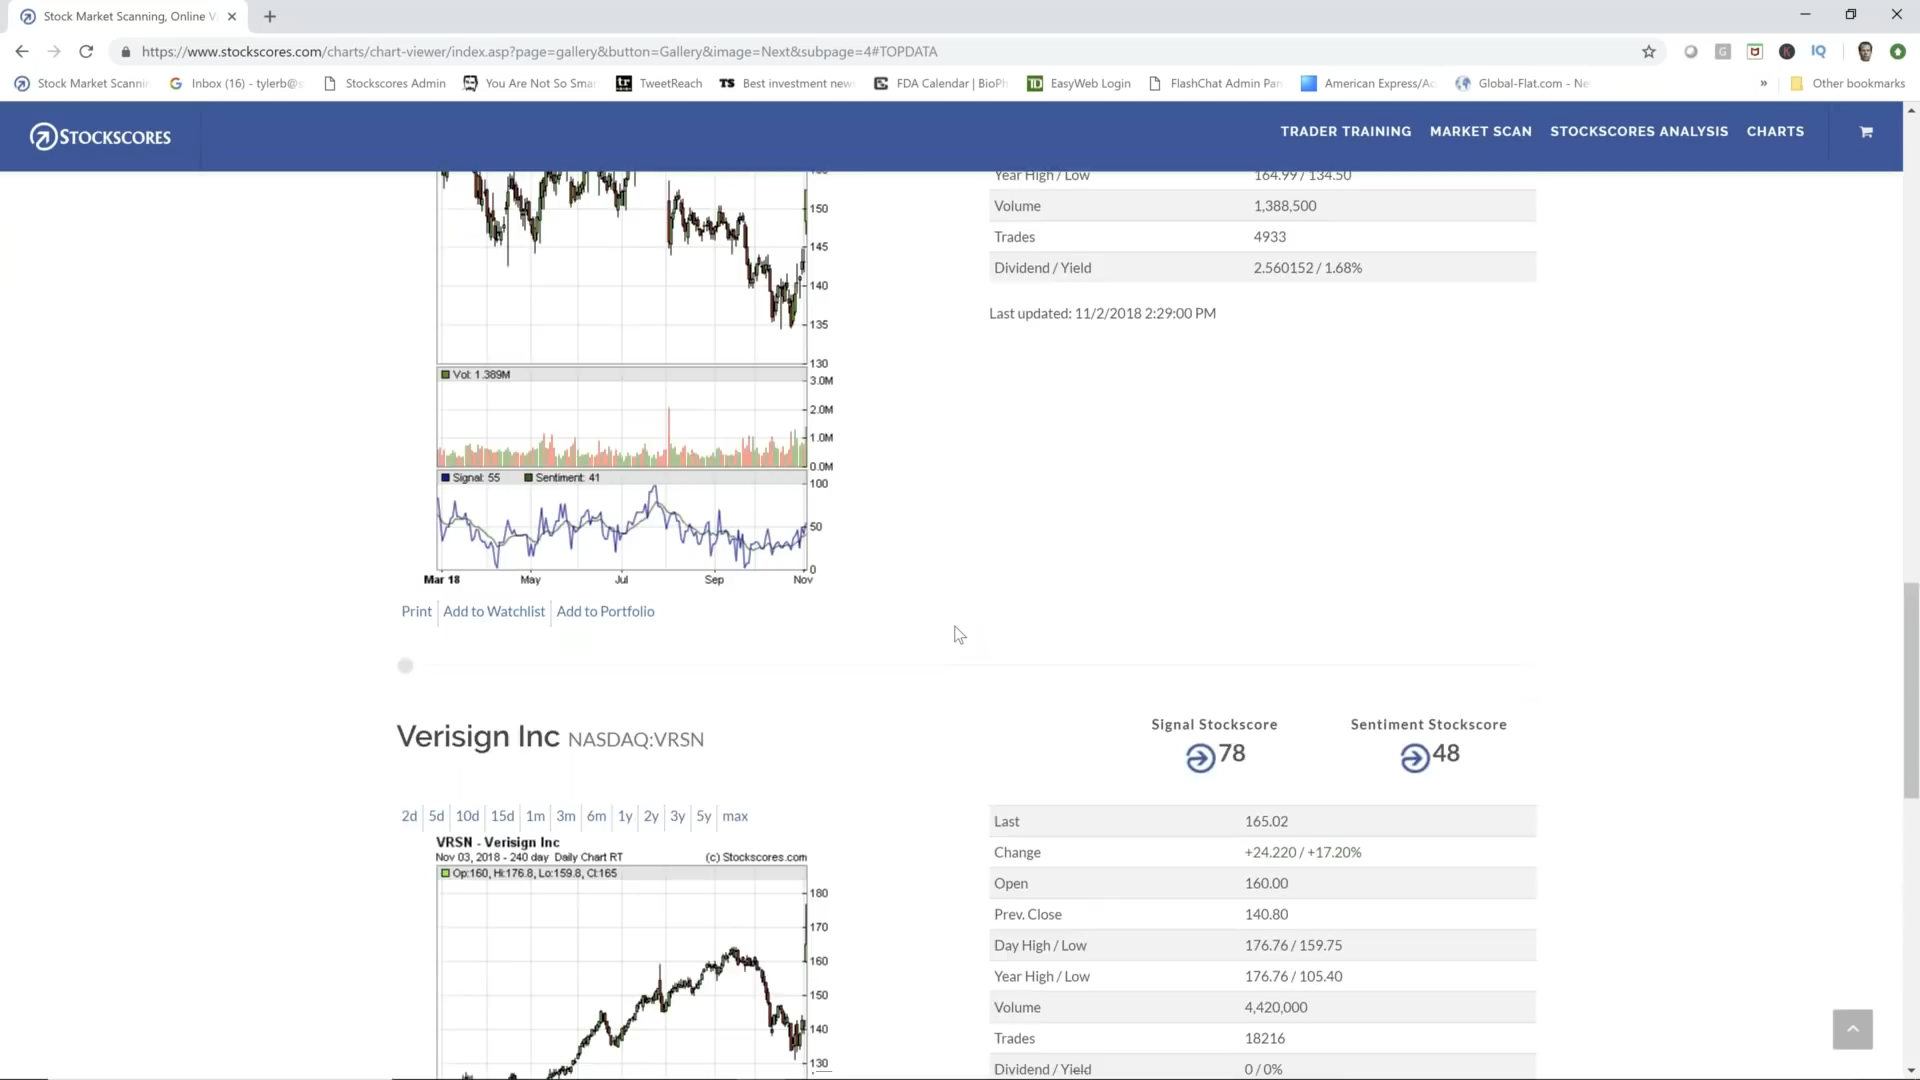 Stock Market Scanning, Online V
https://www.stockscores.com/charts/chart-viewer/index.asp?page=gallery&button=Gallery&image=Next&subpage=4#TOPDATA
Stock Market Scannin
Inbox (16) - tylerb@s
Stockscores Admin
You Are Not So Smar
TweetReach
Best investment news
FDA Calendar | BioPh
EasyWeb Login
FlashChat Admin Pan
American Express/Ac
Global-Flat.com - Ne
»
Other bookmarks
STOCKSCORES
TRADER TRAINING
MARKET SCAN
STOCKSCORES ANALYSIS
CHARTS
Year High / Low 164.99 / 134.50
Volume 1,388,500
Trades 4933
Dividend / Yield 2.560152 / 1.68%
Last updated: 11/2/2018 2:29:00 PM
150
145
140
135
130
Vol: 1.389M
3.0M
2.0M
1.0M
0.0M
Signal: 55 Sentiment: 41
100
50
0
Mar 18 May Jul Sep Nov
Print Add to Watchlist Add to Portfolio
Verisign Inc NASDAQ:VRSN
Signal Stockscore
78
Sentiment Stockscore
48
2d 5d 10d 15d 1m 3m 6m 1y 2y 3y 5y max
VRSN - Verisign Inc
Nov 03, 2018 - 240 day Daily Chart RT (c) Stockscores.com
Op:160, Hi:176.8, Lo:159.8, Cl:165
180
170
160
150
140
130
Last 165.02
Change +24.220 / +17.20%
Open 160.00
Prev. Close 140.80
Day High / Low 176.76 / 159.75
Year High / Low 176.76 / 105.40
Volume 4,420,000
Trades 18216
Dividend / Yield 0 / 0%